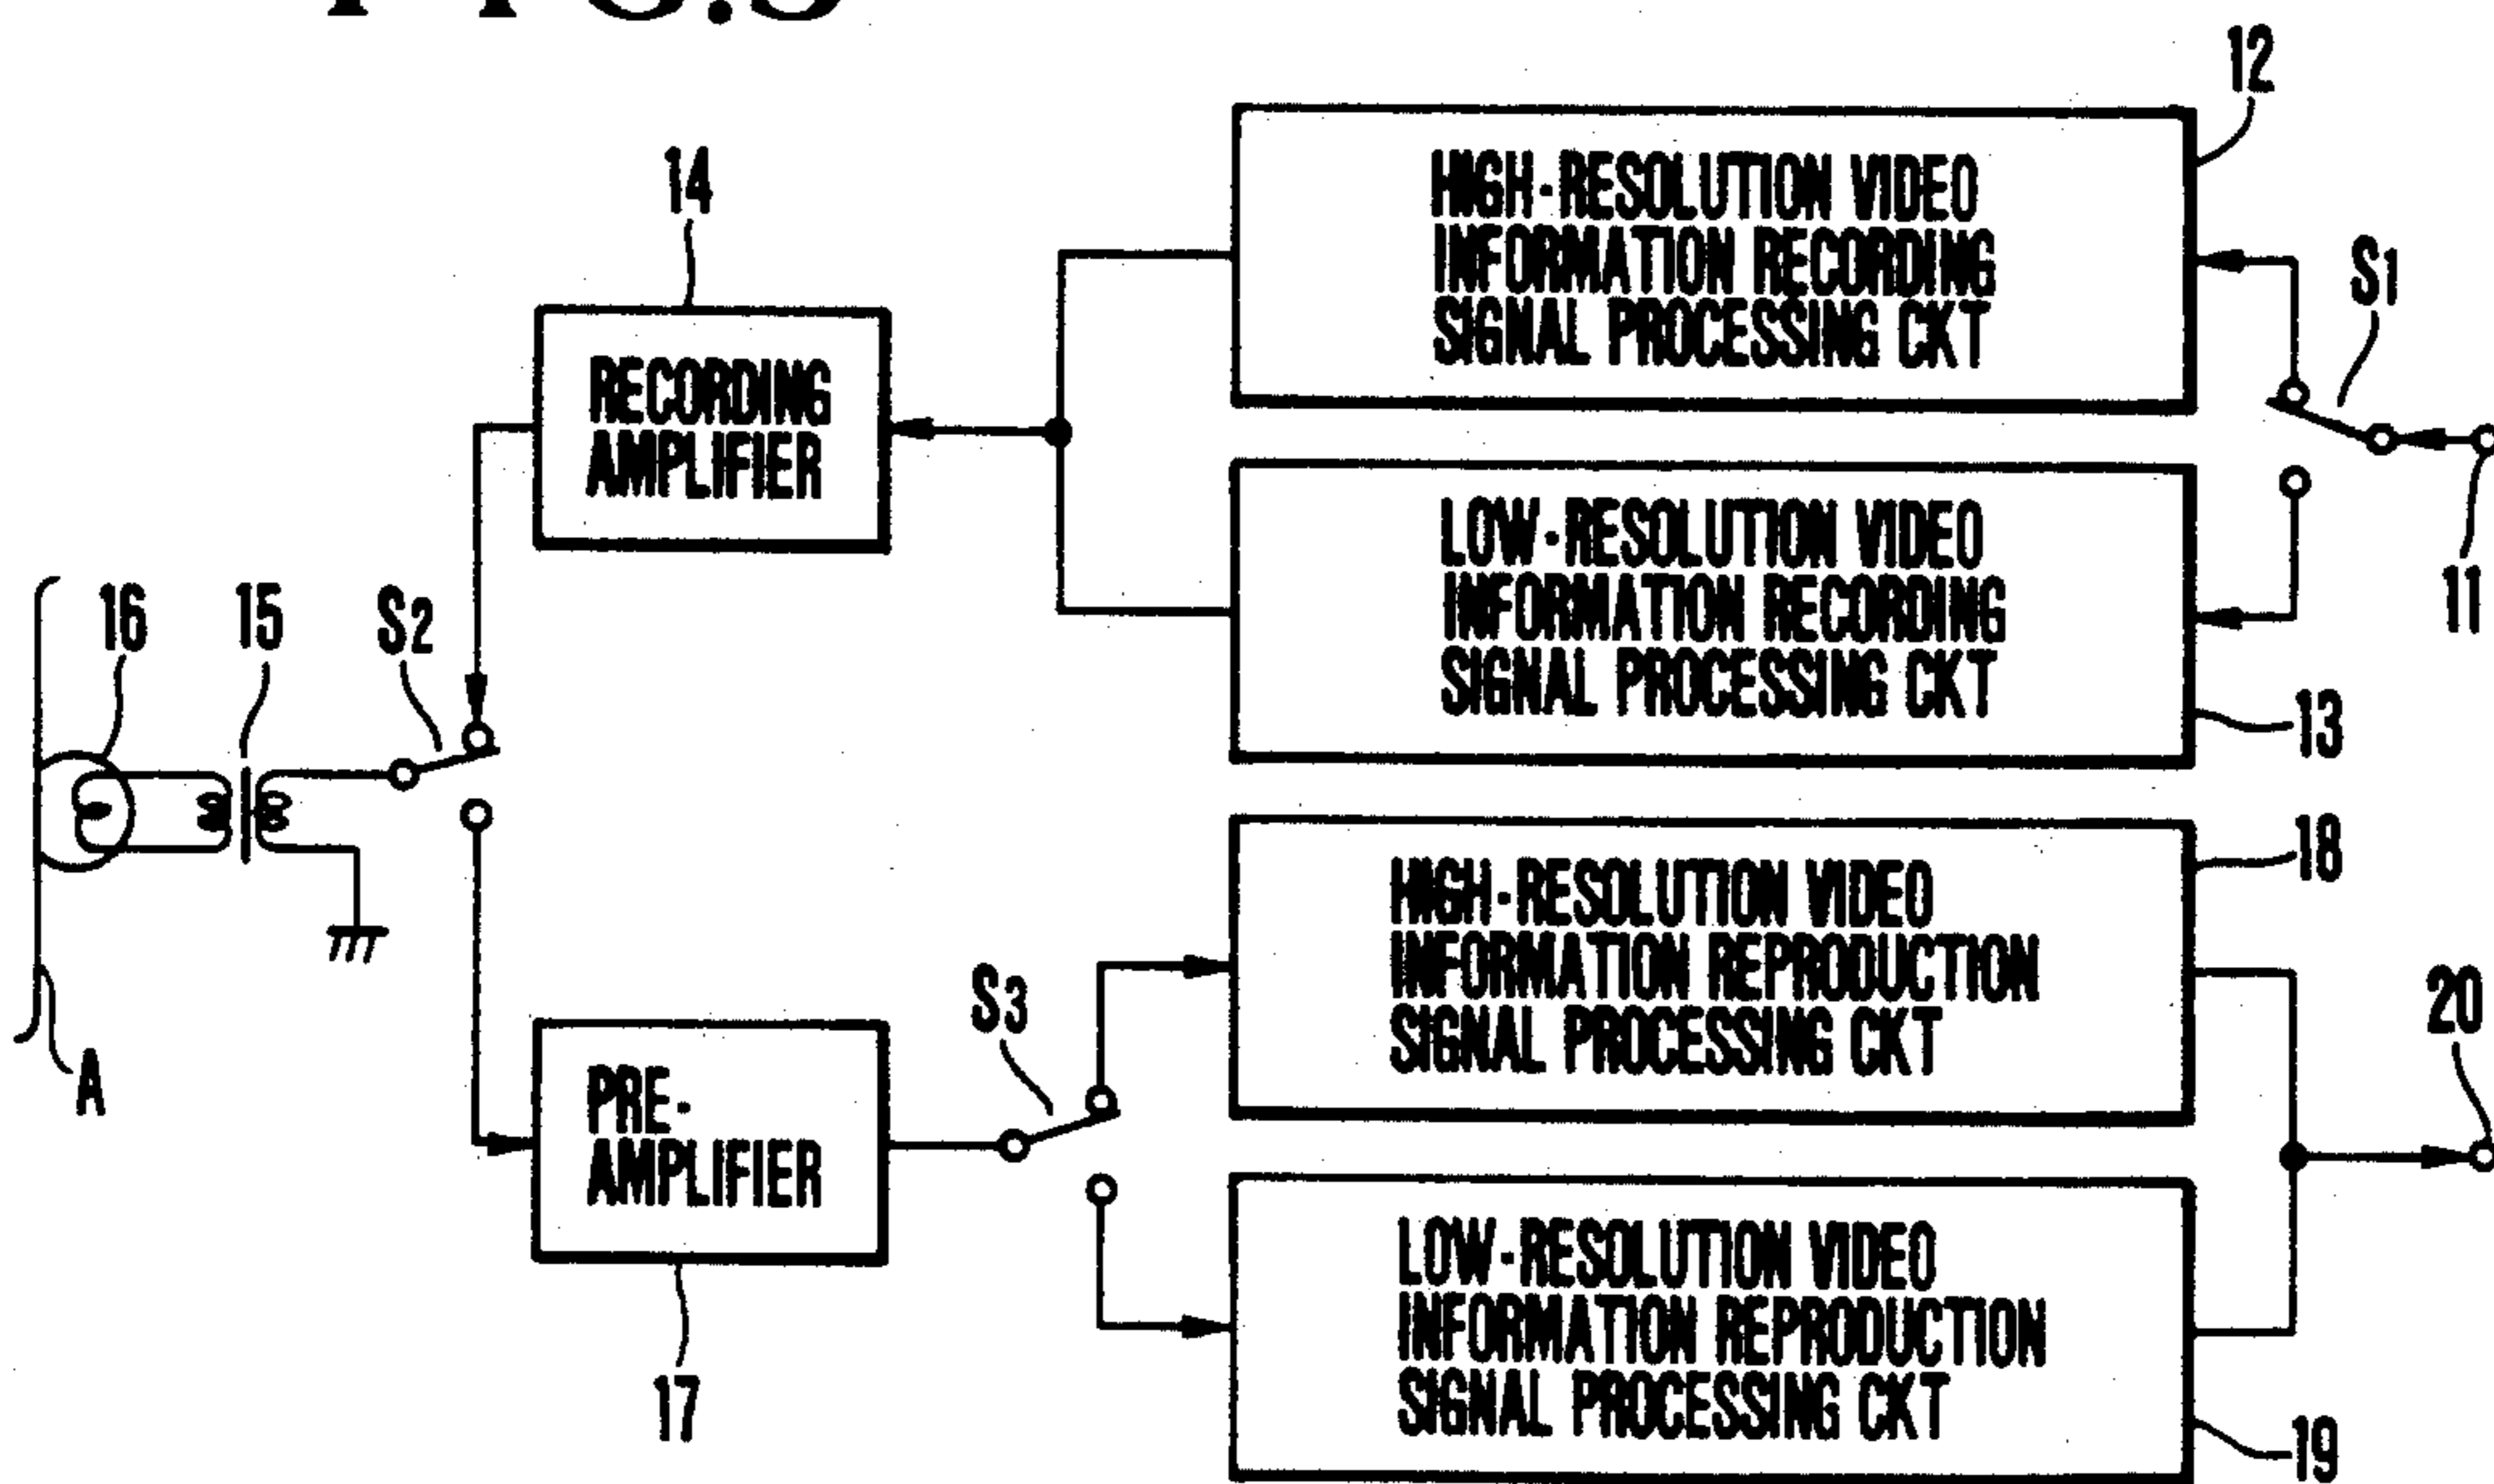 12
HIGH-RESOLUTION VIDEO
INFORMATION RECORDING
SIGNAL PROCESSING CKT
14
S1
RECORDING
AMPLIFIER
LOW-RESOLUTION VIDEO
INFORMATION RECORDING
SIGNAL PROCESSING CKT
11
16
15
S2
13
HIGH-RESOLUTION VIDEO
INFORMATION REPRODUCTION
SIGNAL PROCESSING CKT
18
S3
20
A
PRE-
AMPLIFIER
LOW-RESOLUTION VIDEO
INFORMATION REPRODUCTION
SIGNAL PROCESSING CKT
17
19